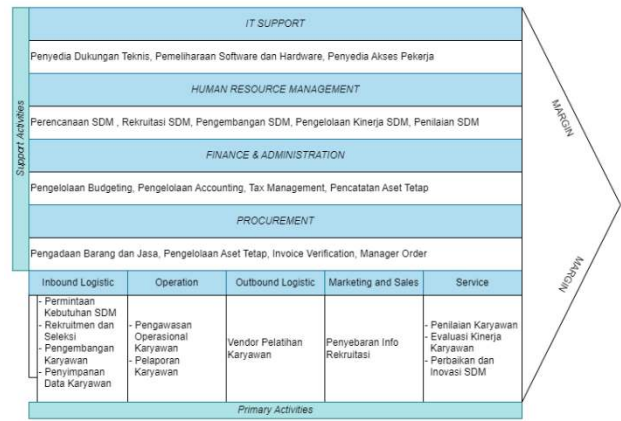 IT SUPPORT
Penyedia Dukungan Teknis, Pemeliharaan Software dan Hardware, Penyedia Akses Pekerja
HUMAN RESOURCE MANAGEMENT
Perencanaan SDM , Rekruitasi SDM, Pengembangan SDM, Pengelolaan Kinerja SDM, Penilaian SDM
FINANCE & ADMINISTRATION
Pengelolaan Budgeting, Pengelolaan Accounting, Tax Management, Pencatatan Aset Tetap
PROCUREMENT
Pengadaan Barang dan Jasa, Pengelolaan Aset Tetap, Invoice Verification, Manager Order
Support Activities
Inbound Logistic
- Permintaan
Kebutuhan SDM
- Rekruitmen dan
Seleksi
- Pengembangan
Karyawan
- Penyimpanan
Data Karyawan
Operation
- Pengawasan
Operasional
Karyawan
- Pelaporan
Karyawan
Outbound Logistic
Vendor Pelatihan
Karyawan
Marketing and Sales
Penyebaran Info
Rekruitasi
Service
- Penilaian Karyawan
- Evaluasi Kinerja
Karyawan
- Perbaikan dan
Inovasi SDM
Primary Activities
MARGIN
MARGIN